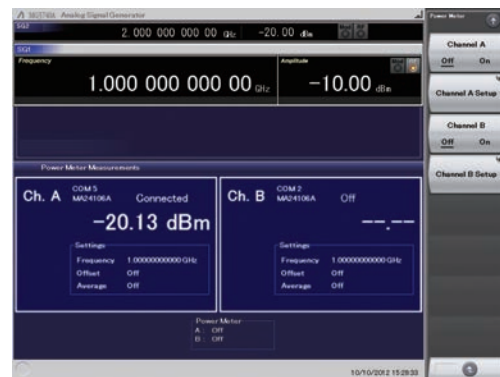 MG3740A Analog Signal Generator
SG2
2. 000 000 000 00 GHz -20. 00 dBm
Mod RF
SG1
Frequency
1.000 000 000 00 GHz
Amplitude
-10.00 dBm
Power Meter Measurements
Ch. A
COM 5
MA24106A Connected
-20.13 dBm
Settings
Frequency 1.00000000000 GHz
Offset Off
Average Off
Ch. B
COM 2
MA24106A Off
--.--
Settings
Frequency 1.00000000000 GHz
Offset Off
Average Off
Power Meter
A : Off
B : Off
10/10/2012 15:28:33
Power Meter
Channel A
Off On
Channel A Setup
Channel B
Off On
Channel B Setup